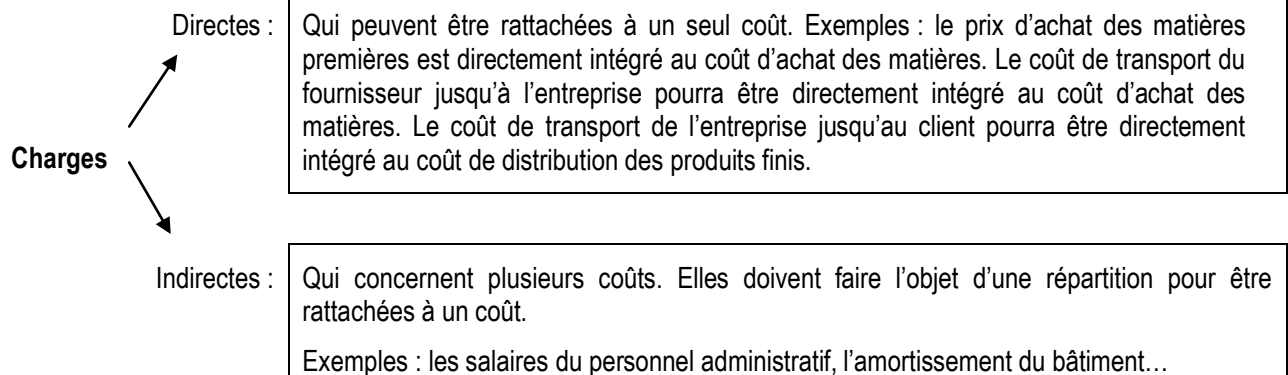 Directes :
Qui peuvent être rattachées à un seul coût. Exemples : le prix d’achat des matières
premières est directement intégré au coût d’achat des matières. Le coût de transport du
fournisseur jusqu’à l’entreprise pourra être directement intégré au coût d’achat des
matières. Le coût de transport de l’entreprise jusqu’au client pourra être directement
intégré au coût de distribution des produits finis.
Charges
Indirectes :
Qui concernent plusieurs coûts. Elles doivent faire l’objet d’une répartition pour être
rattachées à un coût.
Exemples : les salaires du personnel administratif, l’amortissement du bâtiment…